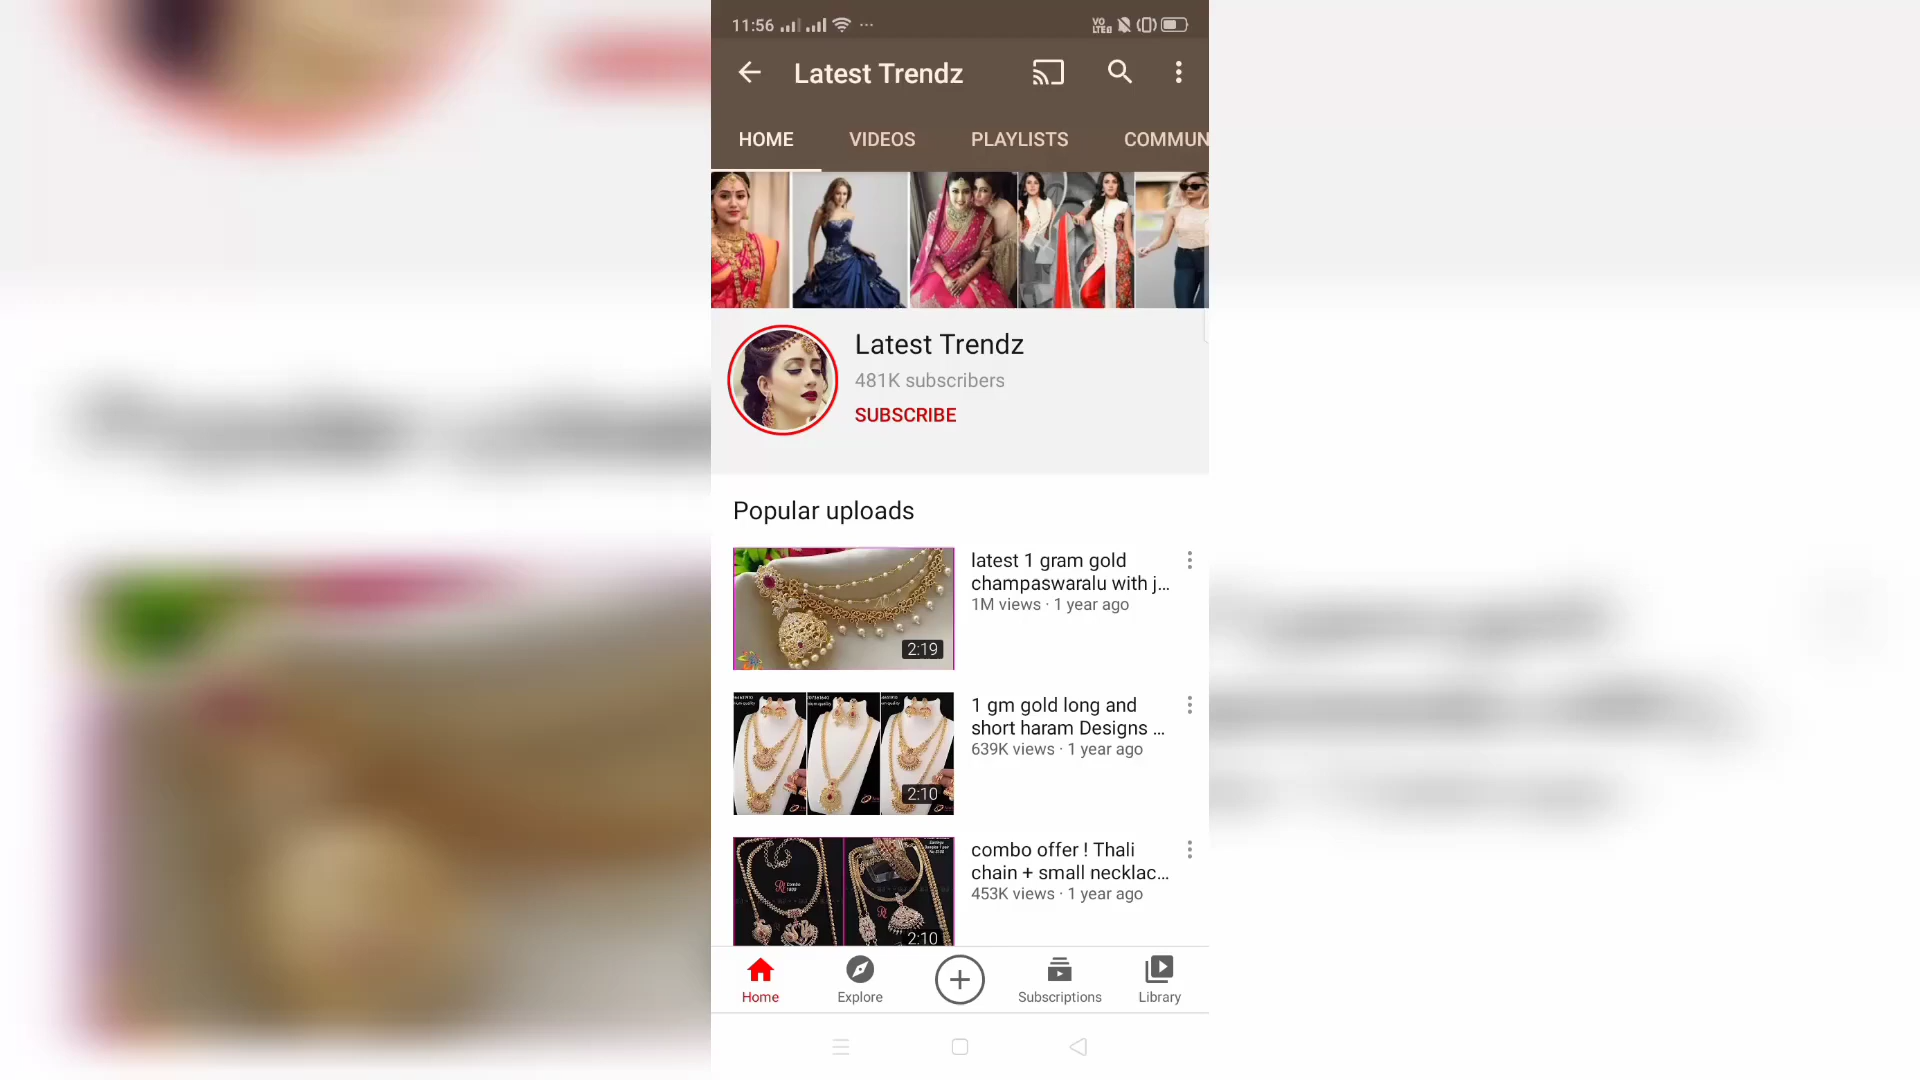 11:56
VO
LTE
Latest Trendz
HOME VIDEOS PLAYLISTS COMMUN
Latest Trendz
481K subscribers
SUBSCRIBE
Popular uploads
latest 1 gram gold
champaswaralu with j...
1M views · 1 year ago
2:19
1 gm gold long and
short haram Designs ...
639K views · 1 year ago
2:10
combo offer ! Thali
chain + small necklac...
453K views · 1 year ago
2:10
Home Explore Subscriptions Library